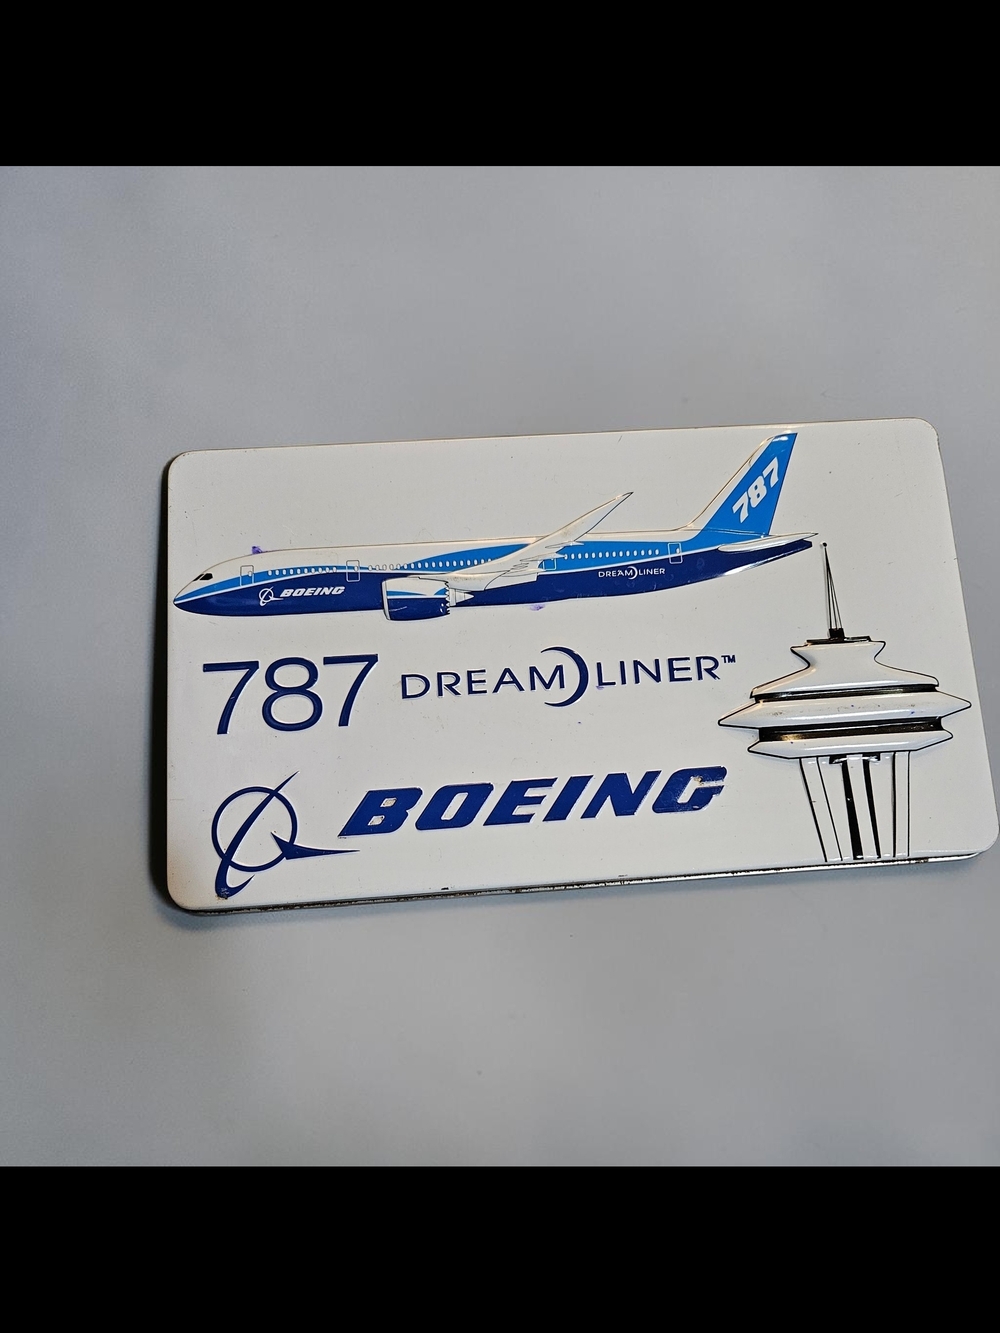 787
DREAMLINER
BOEING
787 DREAMLINER™
BOEING